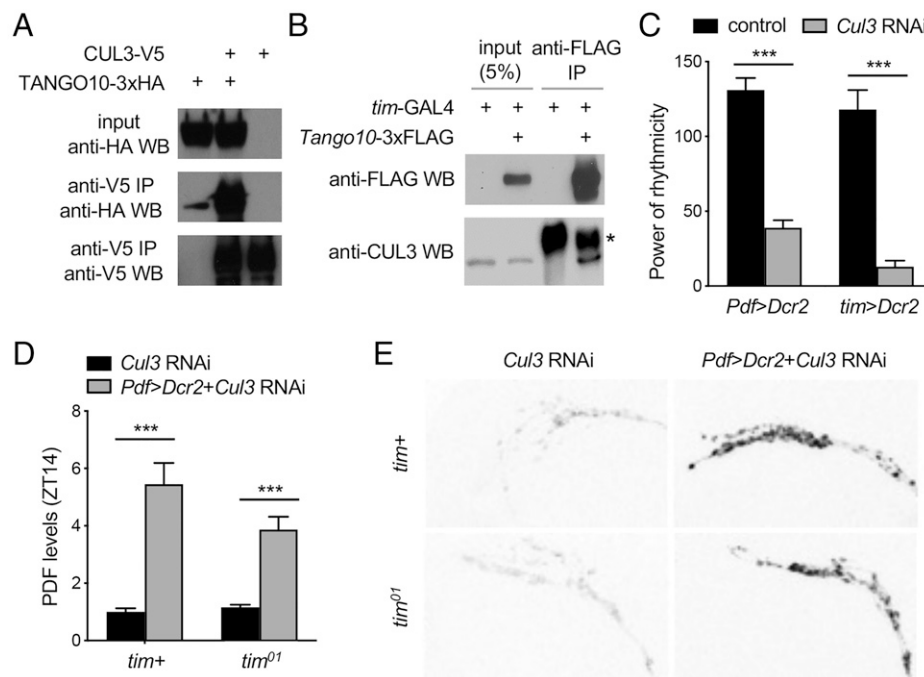 A
CUL3-V5 + +
TANGO10-3xHA + +
input
anti-HA WB
anti-V5 IP
anti-HA WB
anti-V5 IP
anti-V5 WB
B
input anti-FLAG
(5%) IP
tim-GAL4 + + + +
Tango10-3xFLAG + +
anti-FLAG WB
anti-CUL3 WB *
C
control Cul3 RNAi
Power of rhythmicity
150
100
50
0
*** ***
Pdf>Dcr2 tim>Dcr2
D
Cul3 RNAi
Pdf>Dcr2+Cul3 RNAi
PDF levels (ZT14)
8
6
4
2
0
*** ***
tim+ tim01
E
Cul3 RNAi Pdf>Dcr2+Cul3 RNAi
tim+
tim01